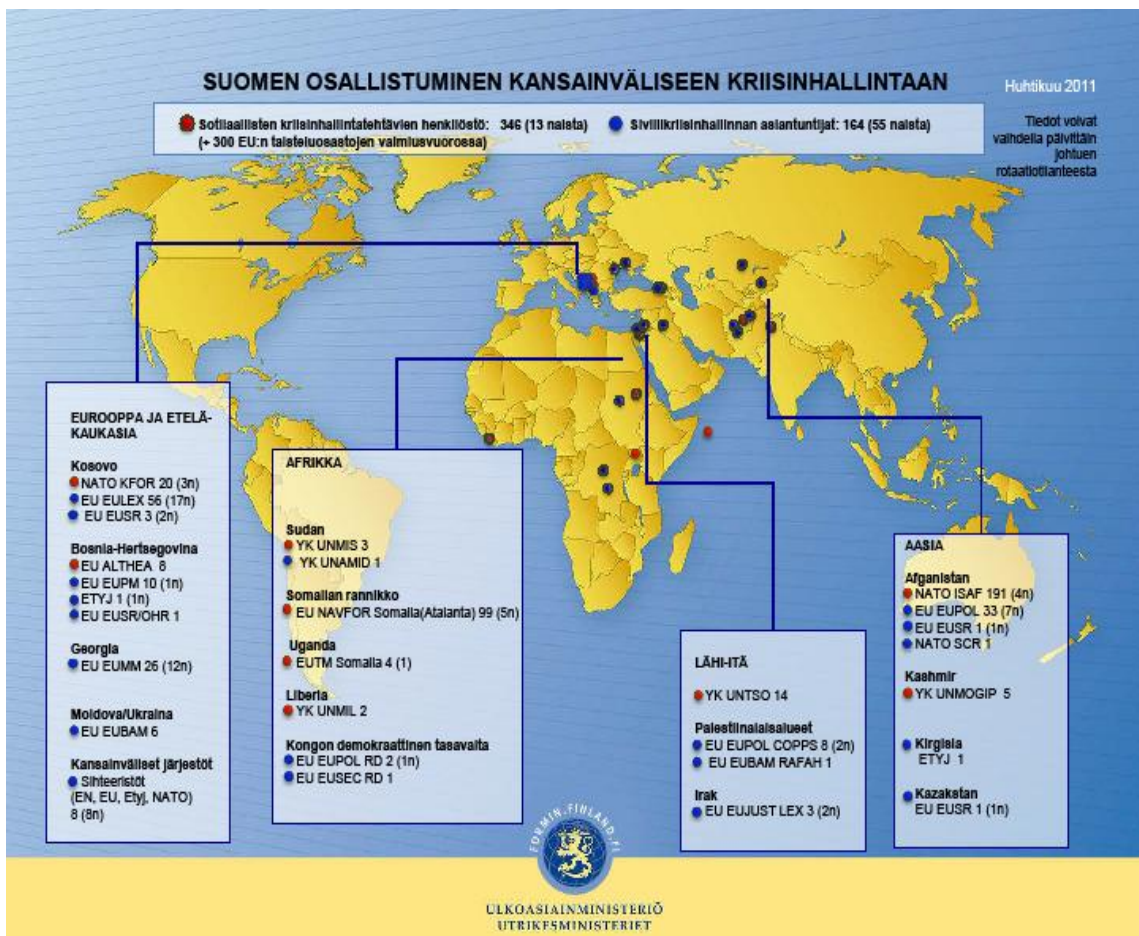 SUOMEN OSALLISTUMINEN KANSAINVÄLISEEN KRIISINHALLINTAAN
Huhtikuu 2011
Sotilaallisten kriisinhallintatehtävien henkilöstö: 346 (13 naista)
(+ 300 EU:n taisteluosastojen valmiusvuorossa)
Siviilikriisinhallinnan asiantuntijat: 164 (55 naista)
Tiedot voivat
vaihdella päivittäin
johtuen
rotaatiotilanteesta
EUROOPPA JA ETELÄ-
KAUKASIA
Kosovo
NATO KFOR 20 (3n)
EU EULEX 56 (17n)
EU EUSR 3 (2n)
Bosnia-Hertsegovina
EU ALTHEA 8
EU EUPM 10 (1n)
ETYJ 1 (1n)
EU EUSR/OHR 1
Georgia
EU EUMM 26 (12n)
Moldova/Ukraina
EU EUBAM 6
Kansainväliset järjestöt
Sihteeristöt
(EN, EU, Etyj, NATO)
8 (8n)
AFRIKKA
Sudan
YK UNMIS 3
YK UNAMID 1
Somalian rannikko
EU NAVFOR Somalia(Atalanta) 99 (5n)
Uganda
EUTM Somalia 4 (1)
Liberia
YK UNMIL 2
Kongon demokraattinen tasavalta
EU EUPOL RD 2 (1n)
EU EUSEC RD 1
LÄHI-ITÄ
YK UNTSO 14
Palestiinalaisalueet
EU EUPOL COPPS 8 (2n)
EU EUBAM RAFAH 1
Irak
EU EUJUST LEX 3 (2n)
AASIA
Afganistan
NATO ISAF 191 (4n)
EU EUPOL 33 (7n)
EU EUSR 1 (1n)
NATO SCR 1
Kashmir
YK UNMOGIP 5
Kirgisia
ETYJ 1
Kazakstan
EU EUSR 1 (1n)
FORMIN.FINLAND.FI
ULKOASIAINMINISTERIÖ
UTRIKESMINISTERIET